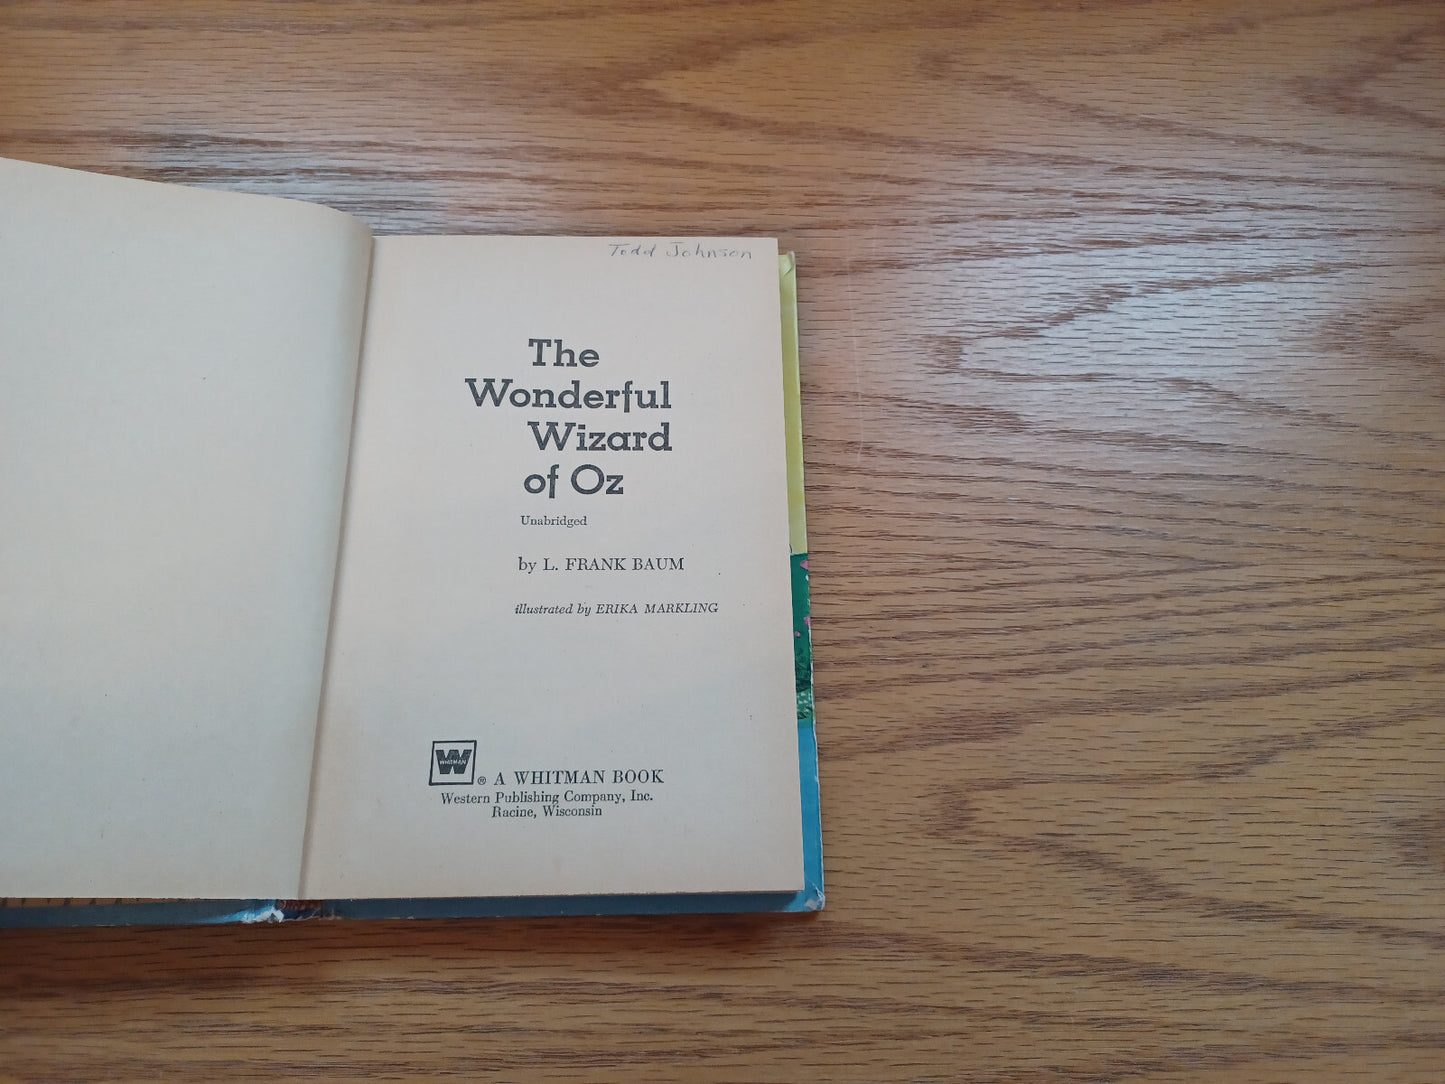 Todd Johnson
The
Wonderful
Wizard
of Oz
Unabridged
by L. FRANK BAUM
illustrated by ERIKA MARKLING
W
WHITMAN
® A WHITMAN BOOK
Western Publishing Company, Inc.
Racine, Wisconsin